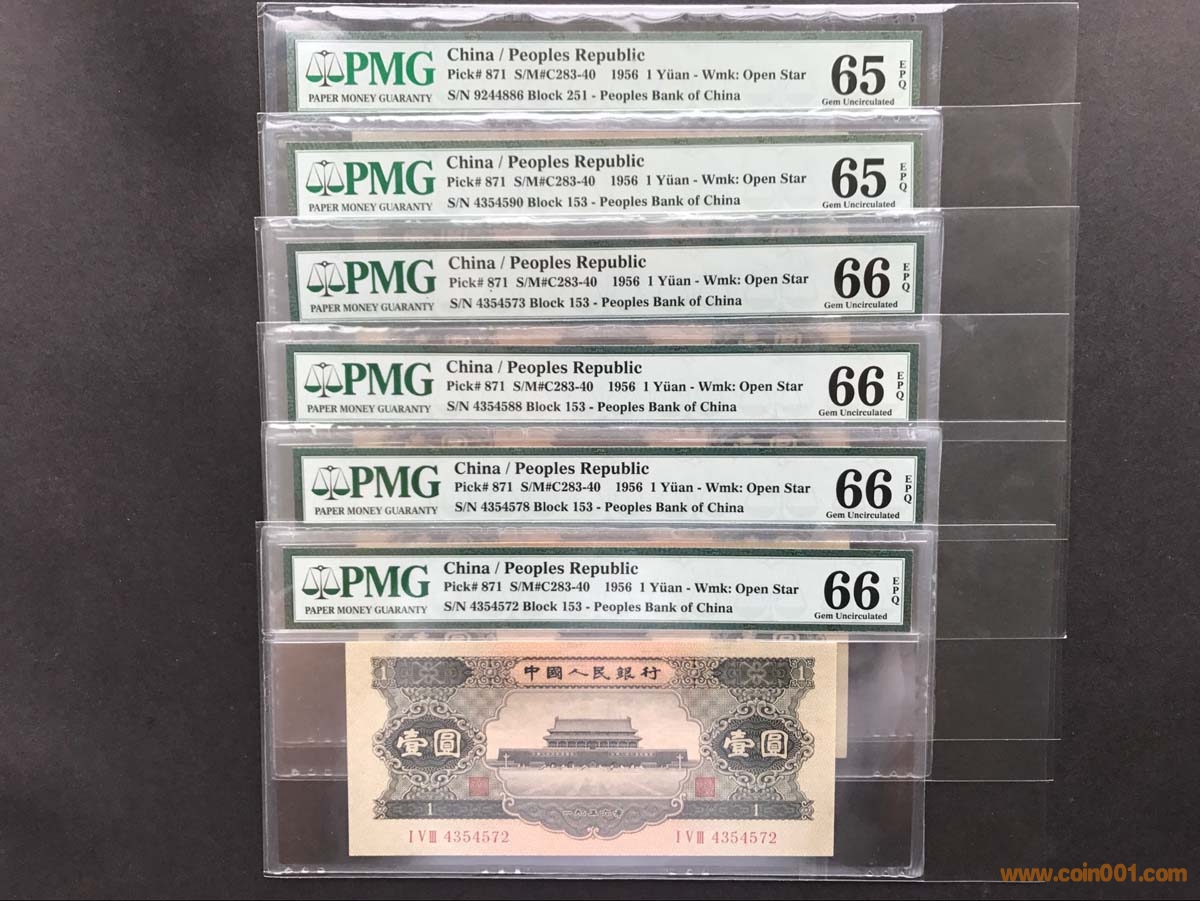 PMG
PAPER MONEY GUARANTY
China / Peoples Republic
Pick# 871 S/M#C283-40 1956 1 Yüan - Wmk: Open Star
S/N 9244886 Block 251 - Peoples Bank of China
65
EPQ
Gem Uncirculated
PMG
PAPER MONEY GUARANTY
China / Peoples Republic
Pick# 871 S/M#C283-40 1956 1 Yüan - Wmk: Open Star
S/N 4354590 Block 153 - Peoples Bank of China
65
EPQ
Gem Uncirculated
PMG
PAPER MONEY GUARANTY
China / Peoples Republic
Pick# 871 S/M#C283-40 1956 1 Yüan - Wmk: Open Star
S/N 4354573 Block 153 - Peoples Bank of China
66
EPQ
Gem Uncirculated
PMG
PAPER MONEY GUARANTY
China / Peoples Republic
Pick# 871 S/M#C283-40 1956 1 Yüan - Wmk: Open Star
S/N 4354588 Block 153 - Peoples Bank of China
66
EPQ
Gem Uncirculated
PMG
PAPER MONEY GUARANTY
China / Peoples Republic
Pick# 871 S/M#C283-40 1956 1 Yüan - Wmk: Open Star
S/N 4354578 Block 153 - Peoples Bank of China
66
EPQ
Gem Uncirculated
PMG
PAPER MONEY GUARANTY
China / Peoples Republic
Pick# 871 S/M#C283-40 1956 1 Yüan - Wmk: Open Star
S/N 4354572 Block 153 - Peoples Bank of China
66
EPQ
Gem Uncirculated
1 中國人民銀行 1
壹圓 壹圓
1 一九五六年 1
I V III 4354572 I V III 4354572
www.coin001.com